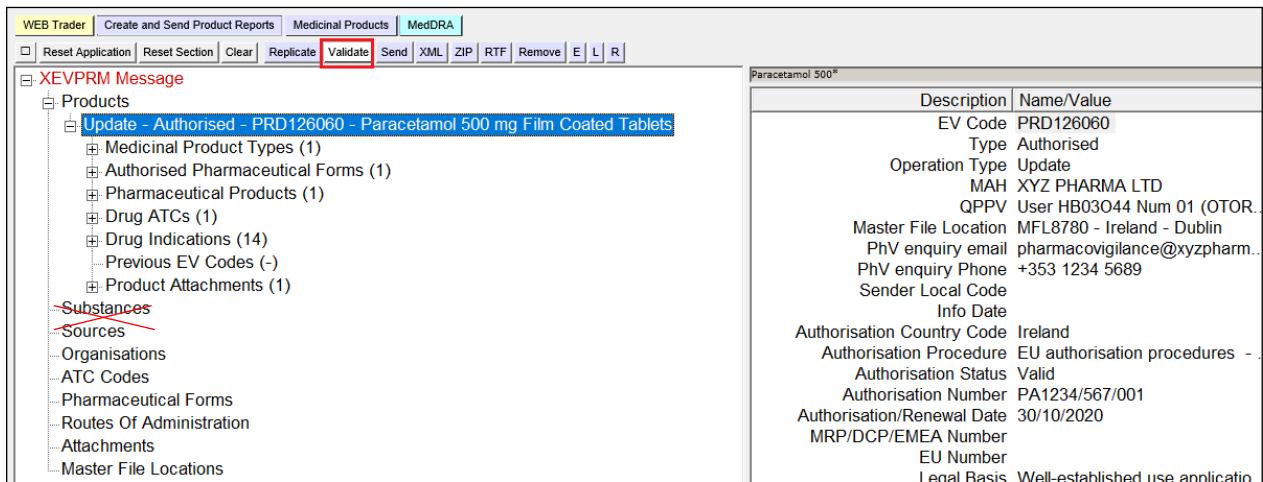 WEB Trader Create and Send Product Reports Medicinal Products MedDRA
Reset Application Reset Section Clear Replicate Validate Send XML ZIP RTF Remove E L R
XEVPRM Message
Products
Update - Authorised - PRD126060 - Paracetamol 500 mg Film Coated Tablets
Medicinal Product Types (1)
Authorised Pharmaceutical Forms (1)
Pharmaceutical Products (1)
Drug ATCs (1)
Drug Indications (14)
Previous EV Codes (-)
Product Attachments (1)
Substances
Sources
Organisations
ATC Codes
Pharmaceutical Forms
Routes Of Administration
Attachments
Master File Locations
Paracetamol 500*
Description Name/Value
EV Code PRD126060
Type Authorised
Operation Type Update
MAH XYZ PHARMA LTD
QPPV User HB03O44 Num 01 (OTOR..
Master File Location MFL8780 - Ireland - Dublin
PhV enquiry email pharmacovigilance@xyzpharm..
PhV enquiry Phone +353 1234 5689
Sender Local Code
Info Date
Authorisation Country Code Ireland
Authorisation Procedure EU authorisation procedures - .
Authorisation Status Valid
Authorisation Number PA1234/567/001
Authorisation/Renewal Date 30/10/2020
MRP/DCP/EMEA Number
EU Number
Legal Basis Well-established use applicatio